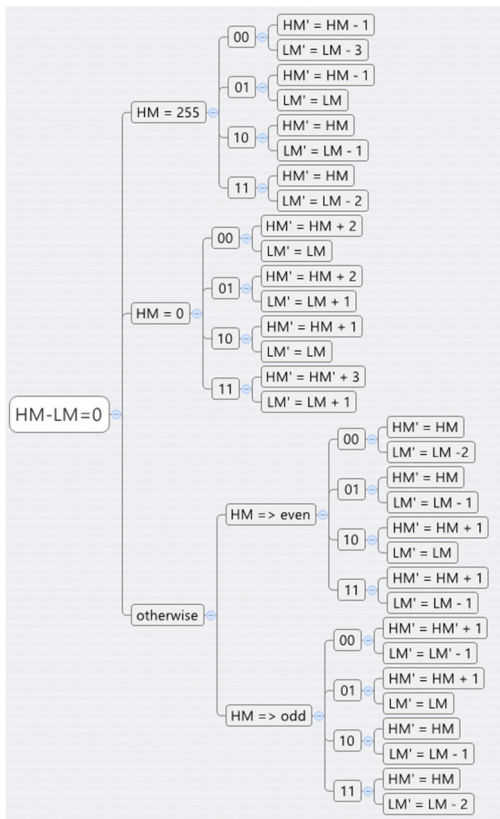 HM-LM=0
HM = 255
00
HM' = HM - 1
LM' = LM - 3
01
HM' = HM - 1
LM' = LM
10
HM' = HM
LM' = LM - 1
11
HM' = HM
LM' = LM - 2
HM = 0
00
HM' = HM + 2
LM' = LM
01
HM' = HM + 2
LM' = LM + 1
10
HM' = HM + 1
LM' = LM
11
HM' = HM' + 3
LM' = LM + 1
otherwise
HM => even
00
HM' = HM
LM' = LM -2
01
HM' = HM
LM' = LM - 1
10
HM' = HM + 1
LM' = LM
11
HM' = HM + 1
LM' = LM - 1
HM => odd
00
HM' = HM' + 1
LM' = LM' - 1
01
HM' = HM + 1
LM' = LM
10
HM' = HM
LM' = LM - 1
11
HM' = HM
LM' = LM - 2